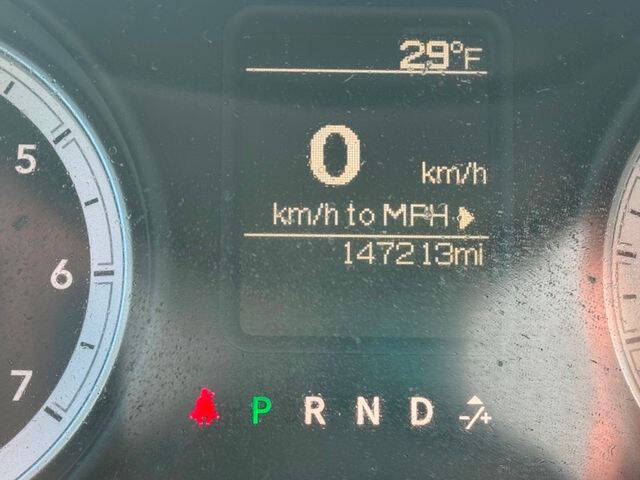 29°F
0 km/h
km/h to MPH
147213mi
5
6
7
P R N D -/+